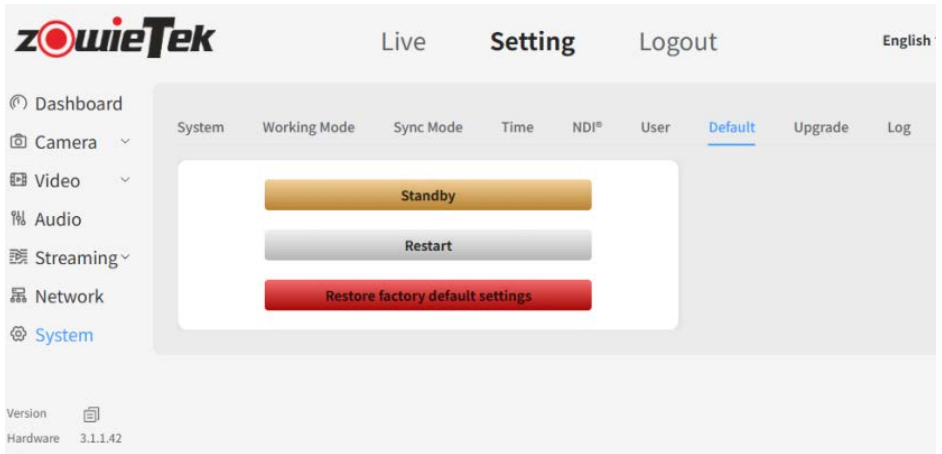 zowieTek
Live Setting Logout English
Dashboard
Camera
Video
Audio
Streaming
Network
System
System Working Mode Sync Mode Time NDI® User Default Upgrade Log
Standby
Restart
Restore factory default settings
Version
Hardware 3.1.1.42